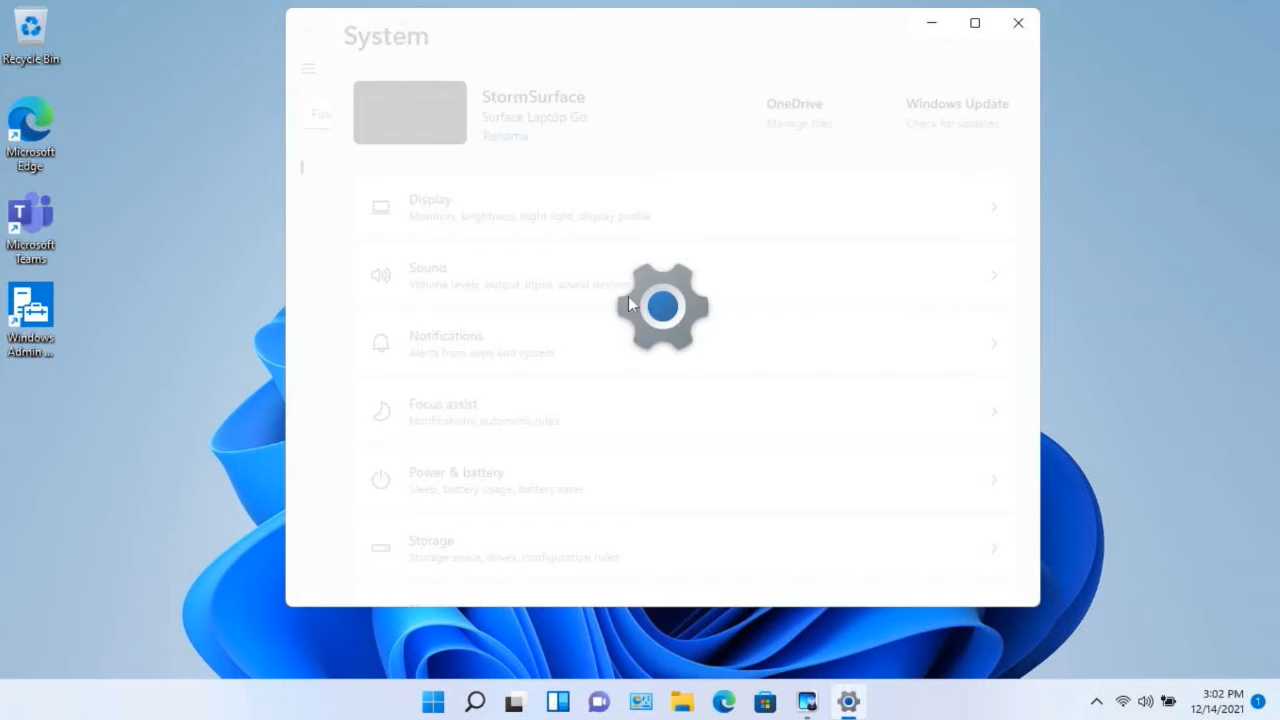 Recycle Bin
Microsoft
Edge
Microsoft
Teams
Windows
Admin ...
System
StormSurface
Surface Laptop Go
Rename
OneDrive
Manage files
Windows Update
Check for updates
Display
Monitors, brightness, night light, display profile
Sound
Volume levels, output, input, sound devices
Notifications
Alerts from apps and system
Focus assist
Notifications, automatic rules
Power & battery
Sleep, battery usage, battery saver
Storage
Storage space, drives, configuration rules
3:02 PM
12/14/2021
1